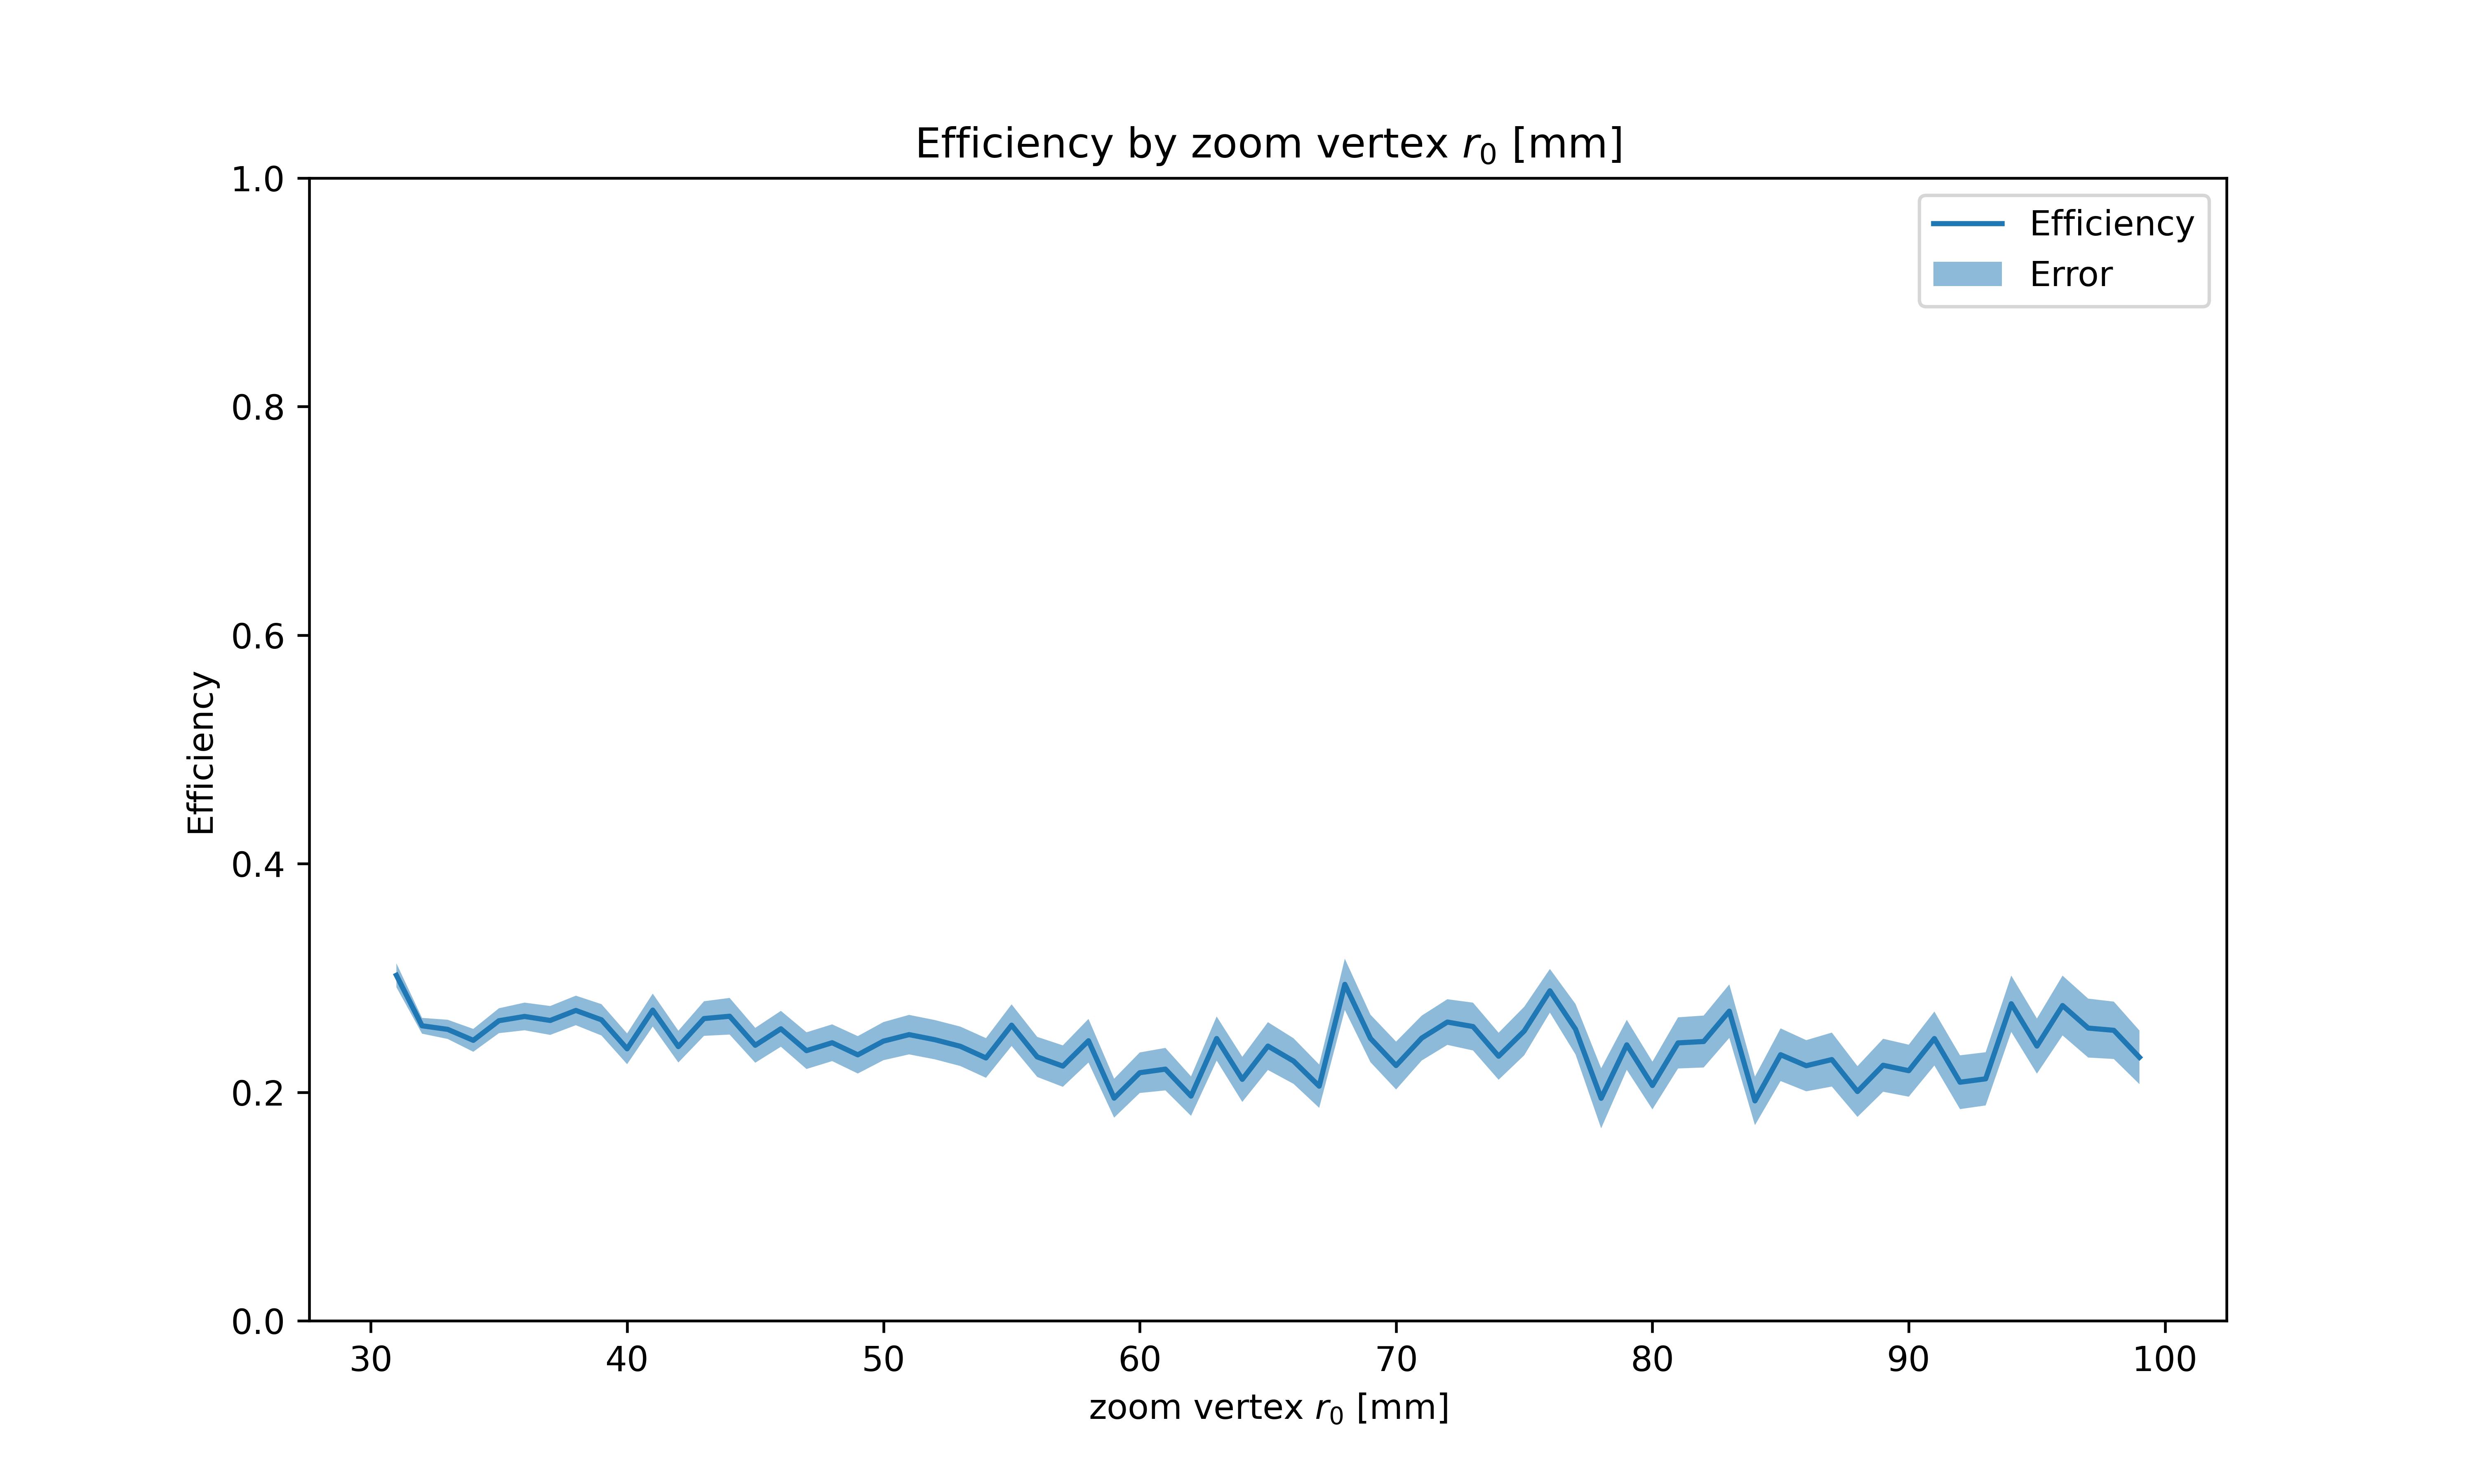 Efficiency by zoom vertex r₀ [mm]
1.0
0.8
0.6
0.4
0.2
0.0
Efficiency
Efficiency
Error
30 40 50 60 70 80 90 100
zoom vertex r₀ [mm]